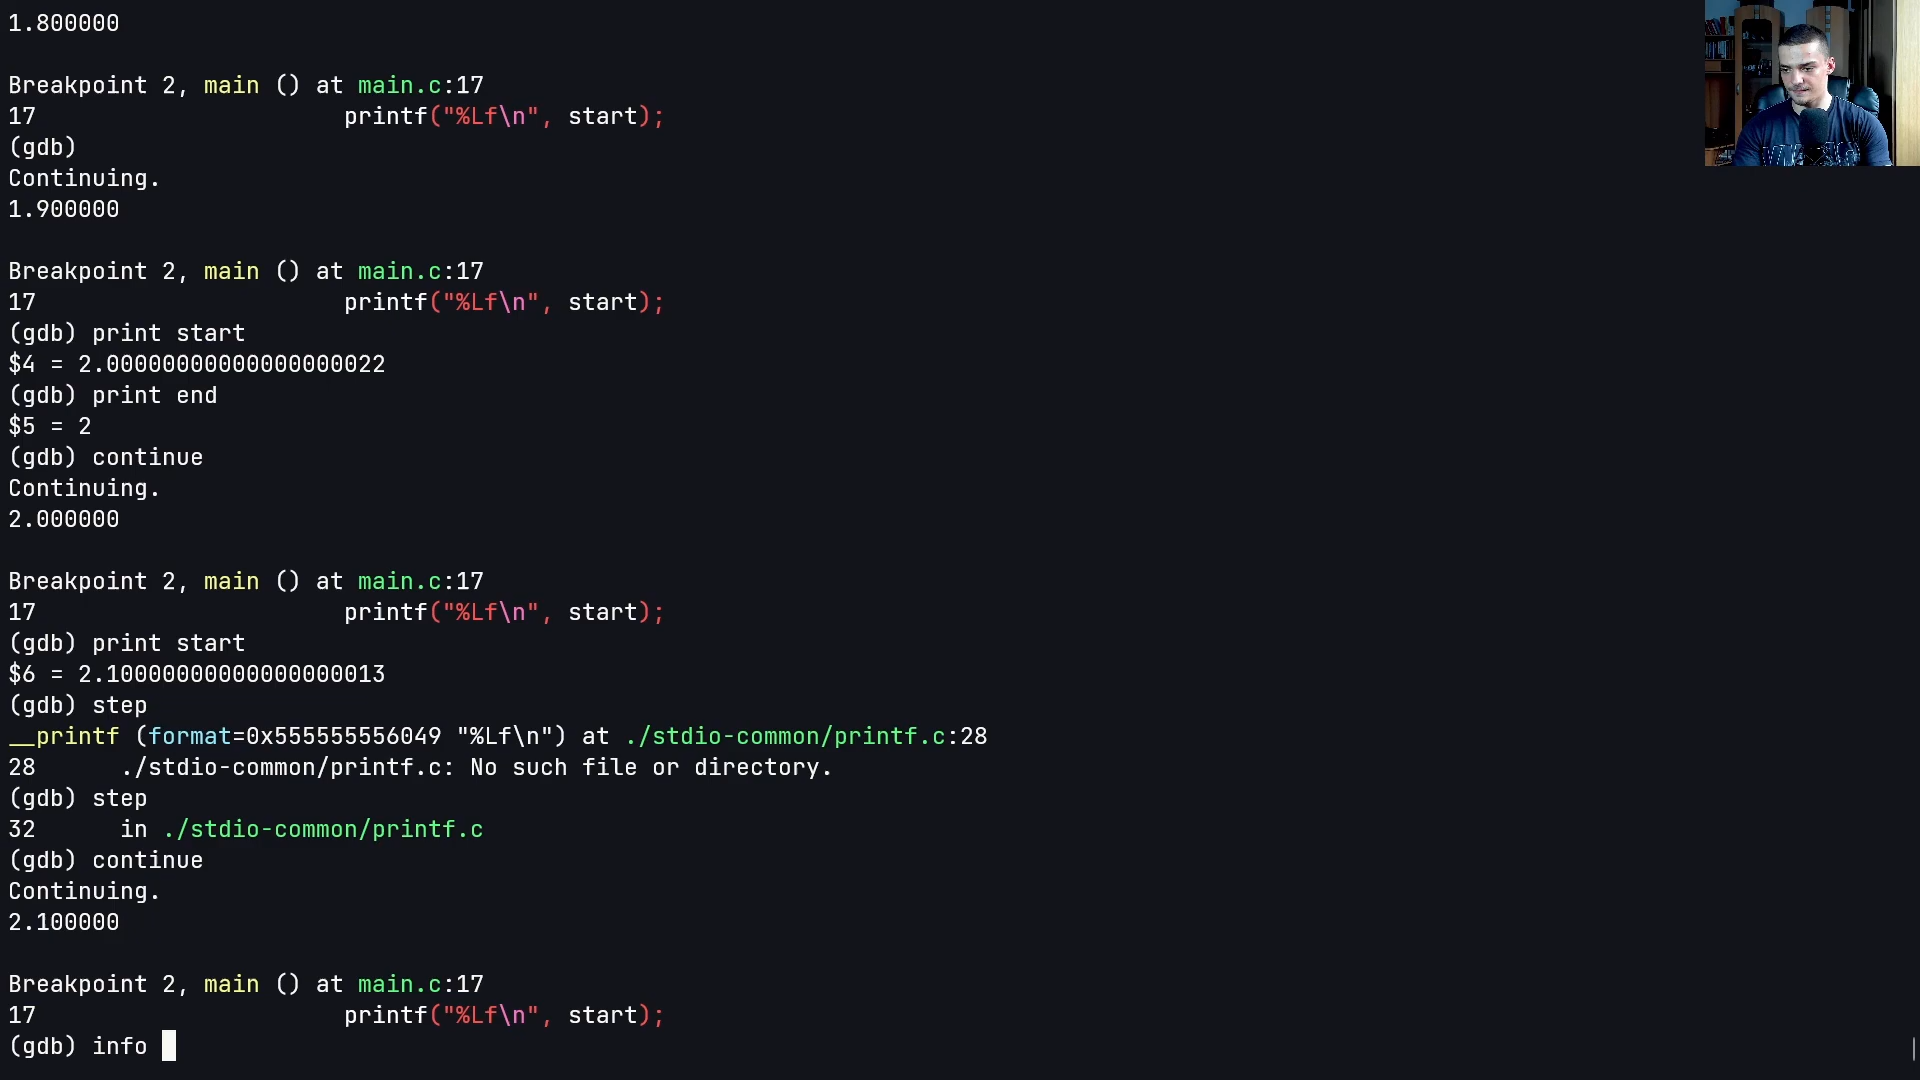 1.800000
Breakpoint 2, main () at main.c:17
17                      printf("%Lf\n", start);
(gdb)
Continuing.
1.900000
Breakpoint 2, main () at main.c:17
17                      printf("%Lf\n", start);
(gdb) print start
$4 = 2.00000000000000000022
(gdb) print end
$5 = 2
(gdb) continue
Continuing.
2.000000
Breakpoint 2, main () at main.c:17
17                      printf("%Lf\n", start);
(gdb) print start
$6 = 2.10000000000000000013
(gdb) step
__printf (format=0x555555556049 "%Lf\n") at ./stdio-common/printf.c:28
28      ./stdio-common/printf.c: No such file or directory.
(gdb) step
32      in ./stdio-common/printf.c
(gdb) continue
Continuing.
2.100000
Breakpoint 2, main () at main.c:17
17                      printf("%Lf\n", start);
(gdb) info